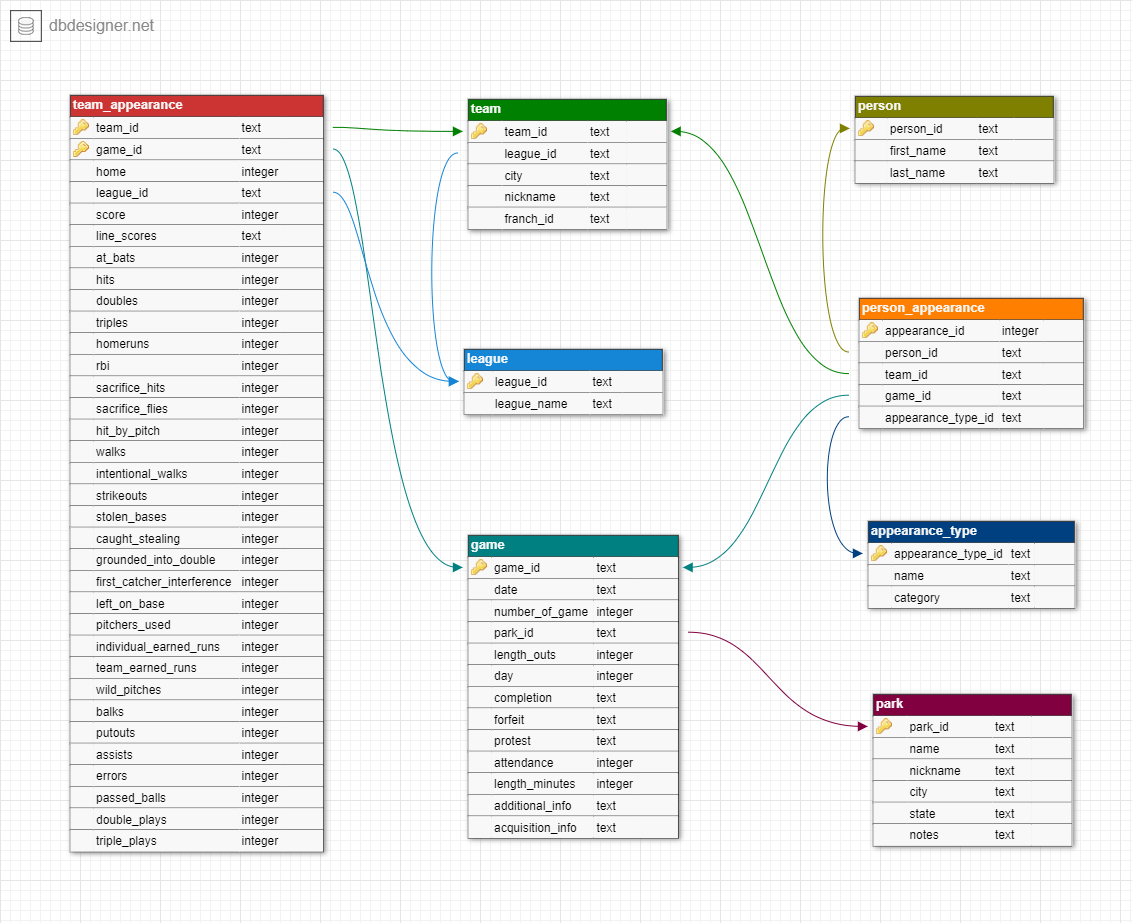 dbdesigner.net
team_appearance
team_id text
game_id text
home integer
league_id text
score integer
line_scores text
at_bats integer
hits integer
doubles integer
triples integer
homeruns integer
rbi integer
sacrifice_hits integer
sacrifice_flies integer
hit_by_pitch integer
walks integer
intentional_walks integer
strikeouts integer
stolen_bases integer
caught_stealing integer
grounded_into_double integer
first_catcher_interference integer
left_on_base integer
pitchers_used integer
individual_earned_runs integer
team_earned_runs integer
wild_pitches integer
balks integer
putouts integer
assists integer
errors integer
passed_balls integer
double_plays integer
triple_plays integer
team
team_id text
league_id text
city text
nickname text
franch_id text
league
league_id text
league_name text
game
game_id text
date text
number_of_game integer
park_id text
length_outs integer
day integer
completion text
forfeit text
protest text
attendance integer
length_minutes integer
additional_info text
acquisition_info text
person
person_id text
first_name text
last_name text
person_appearance
appearance_id integer
person_id text
team_id text
game_id text
appearance_type_id text
appearance_type
appearance_type_id text
name text
category text
park
park_id text
name text
nickname text
city text
state text
notes text